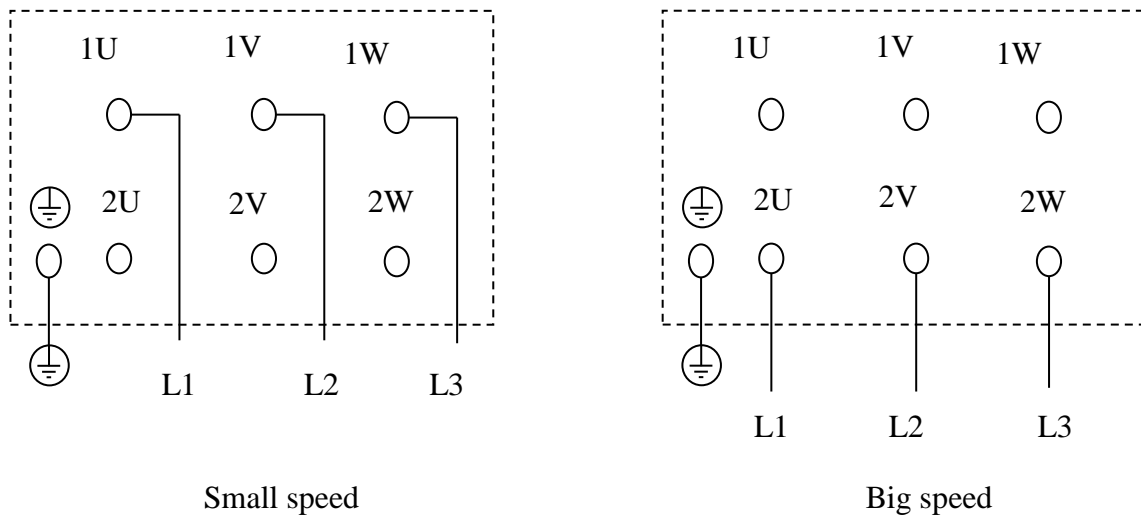 1U 1V 1W
2U 2V 2W
L1 L2 L3
Small speed
1U 1V 1W
2U 2V 2W
L1 L2 L3
Big speed